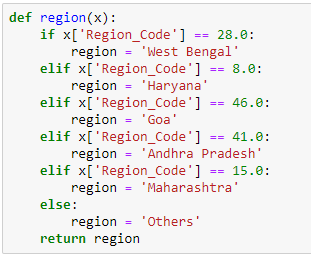 def region(x):
    if x['Region_Code'] == 28.0:
        region = 'West Bengal'
    elif x['Region_Code'] == 8.0:
        region = 'Haryana'
    elif x['Region_Code'] == 46.0:
        region = 'Goa'
    elif x['Region_Code'] == 41.0:
        region = 'Andhra Pradesh'
    elif x['Region_Code'] == 15.0:
        region = 'Maharashtra'
    else:
        region = 'Others'
    return region